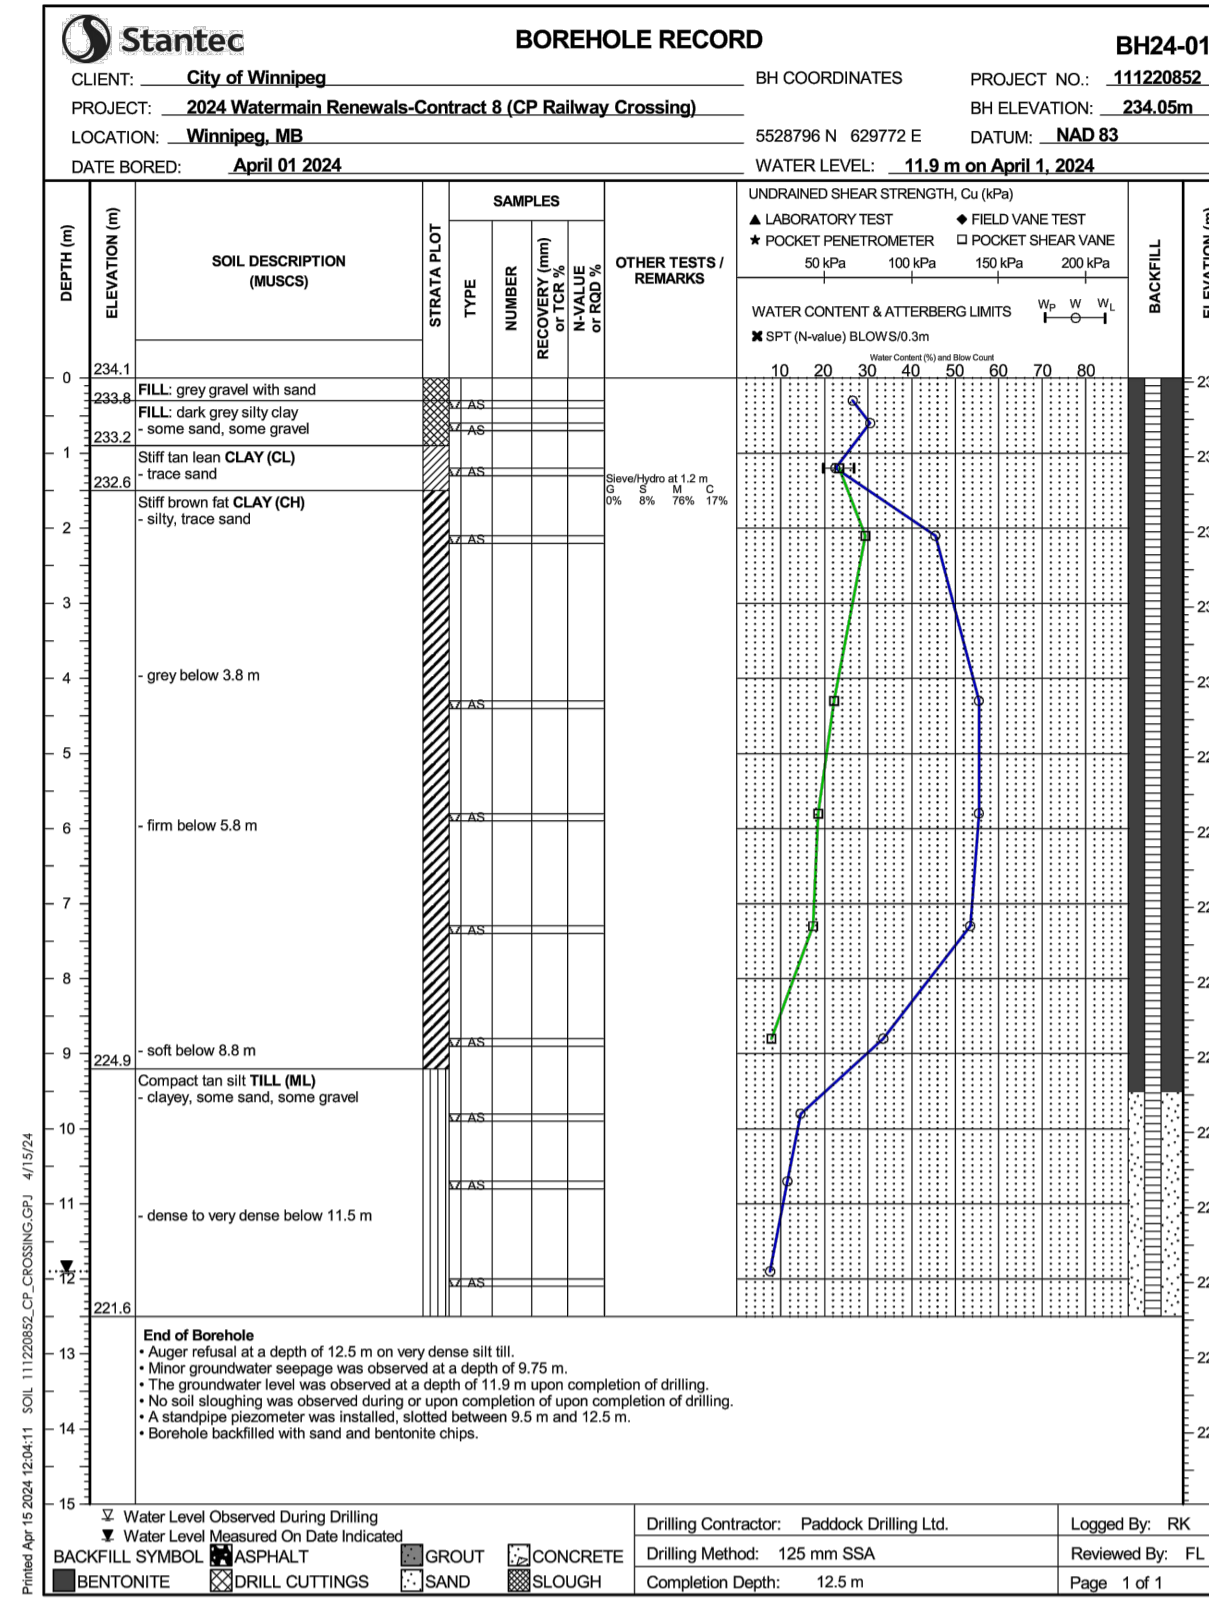 Stantec
BOREHOLE RECORD
BH24-01
CLIENT: City of Winnipeg
BH COORDINATES
PROJECT NO.: 111220852
PROJECT: 2024 Watermain Renewals-Contract 8 (CP Railway Crossing)
BH ELEVATION: 234.05m
LOCATION: Winnipeg, MB
5528796 N 629772 E
DATUM: NAD 83
DATE BORED: April 01 2024
WATER LEVEL: 11.9 m on April 1, 2024
DEPTH (m)
ELEVATION (m)
SOIL DESCRIPTION
(MUSCS)
STRATA PLOT
SAMPLES
TYPE
NUMBER
RECOVERY (mm)
or TCR %
N-VALUE
or RQD %
OTHER TESTS /
REMARKS
UNDRAINED SHEAR STRENGTH, Cu (kPa)
LABORATORY TEST
FIELD VANE TEST
POCKET PENETROMETER
POCKET SHEAR VANE
50 kPa 100 kPa 150 kPa 200 kPa
WATER CONTENT & ATTERBERG LIMITS
WP W WL
SPT (N-value) BLOWS/0.3m
Water Content (%) and Blow Count
10 20 30 40 50 60 70 80
BACKFILL
ELEVATION (m)
234.1
0
FILL: grey gravel with sand
233.8
AS
FILL: dark grey silty clay
- some sand, some gravel
AS
233.2
1
Stiff tan lean CLAY (CL)
- trace sand
AS
Sieve/Hydro at 1.2 m
G S M C
0% 8% 76% 17%
232.6
Stiff brown fat CLAY (CH)
- silty, trace sand
2
AS
3
- grey below 3.8 m
4
AS
5
AS
- firm below 5.8 m
6
7
AS
8
AS
- soft below 8.8 m
9
224.9
Compact tan silt TILL (ML)
- clayey, some sand, some gravel
AS
10
AS
11
- dense to very dense below 11.5 m
12
AS
221.6
End of Borehole
• Auger refusal at a depth of 12.5 m on very dense silt till.
13
• Minor groundwater seepage was observed at a depth of 9.75 m.
• The groundwater level was observed at a depth of 11.9 m upon completion of drilling.
• No soil sloughing was observed during or upon completion of upon completion of drilling.
• A standpipe piezometer was installed, slotted between 9.5 m and 12.5 m.
14
• Borehole backfilled with sand and bentonite chips.
15
Water Level Observed During Drilling
Water Level Measured On Date Indicated
BACKFILL SYMBOL ASPHALT GROUT CONCRETE
BENTONITE DRILL CUTTINGS SAND SLOUGH
Drilling Contractor: Paddock Drilling Ltd.
Drilling Method: 125 mm SSA
Completion Depth: 12.5 m
Logged By: RK
Reviewed By: FL
Page 1 of 1
Printed Apr 15 2024 12:04:11 SOIL 111220852_CP_CROSSING.GPJ 4/15/24